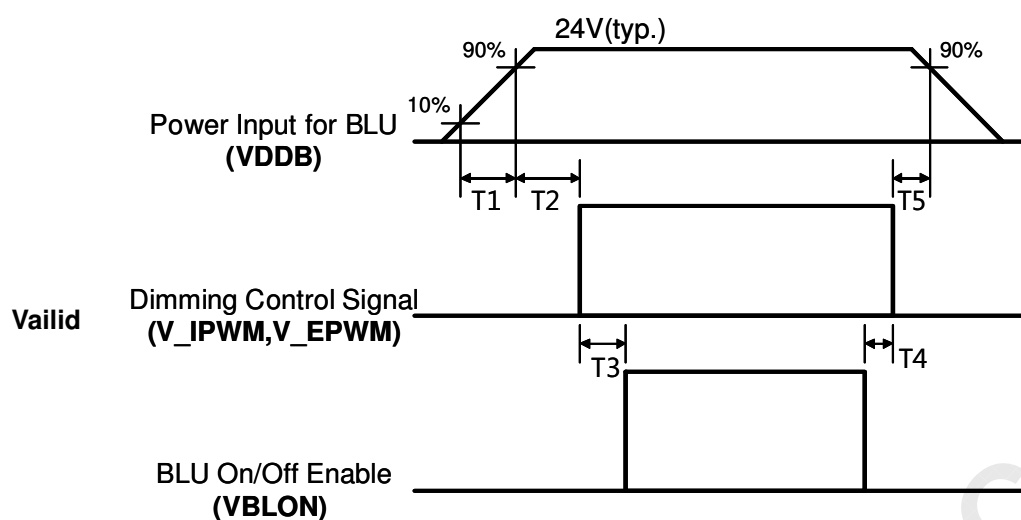 24V(typ.)
90%
90%
10%
Power Input for BLU
(VDDB)
T1
T2
T5
Dimming Control Signal
(V_IPWM,V_EPWM)
Vailid
T3
T4
BLU On/Off Enable
(VBLON)